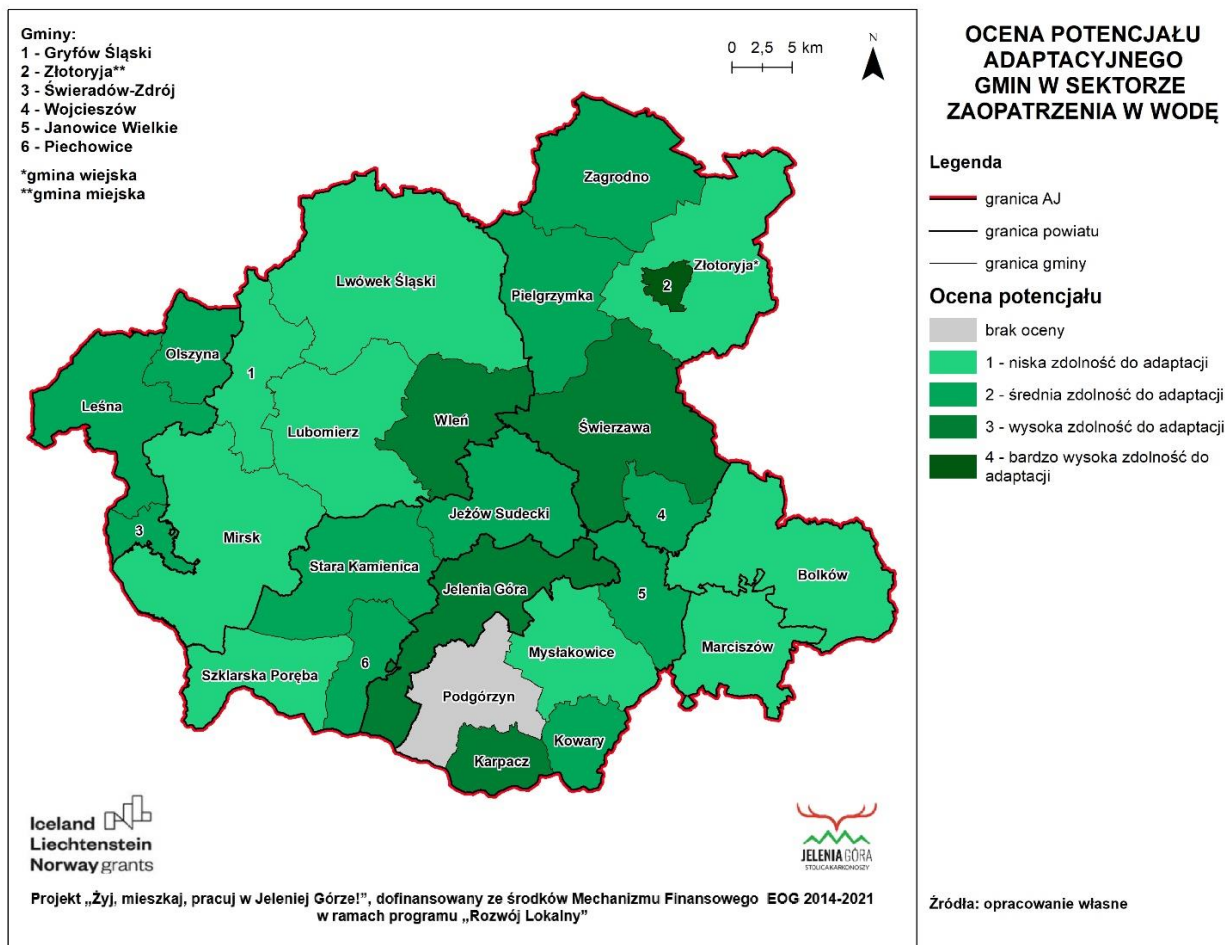 Gminy:
1 - Gryfów Śląski
2 - Złotoryja**
3 - Świeradów-Zdrój
4 - Wojcieszów
5 - Janowice Wielkie
6 - Piechowice
*gmina wiejska
**gmina miejska
0 2,5 5 km
N
Zagrodno
Lwówek Śląski
Pielgrzymka
Złotoryja*
2
Olszyna
Leśna
1
Lubomierz
Wleń
Świerzawa
3
Mirsk
Jeżów Sudecki
4
Stara Kamienica
Jelenia Góra
5
Bolków
Szklarska Poręba
6
Mysłakowice
Marciszów
Podgórzyn
Kowary
Karpacz
Iceland
Liechtenstein
Norway grants
JELENIA GÓRA
STOLICA KARKONOSZY
Projekt „Żyj, mieszkaj, pracuj w Jeleniej Górze!”, dofinansowany ze środków Mechanizmu Finansowego EOG 2014-2021
w ramach programu „Rozwój Lokalny”
OCENA POTENCJAŁU
ADAPTACYJNEGO
GMIN W SEKTORZE
ZAOPATRZENIA W WODĘ
Legenda
granica AJ
granica powiatu
granica gminy
Ocena potencjału
brak oceny
1 - niska zdolność do adaptacji
2 - średnia zdolność do adaptacji
3 - wysoka zdolność do adaptacji
4 - bardzo wysoka zdolność do
adaptacji
Źródła: opracowanie własne